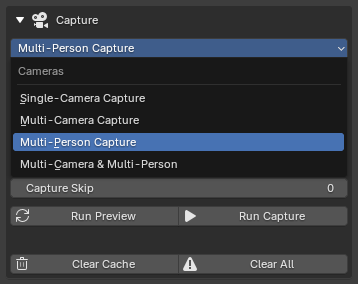 Capture
Multi-Person Capture
Cameras
Single-Camera Capture
Multi-Camera Capture
Multi-Person Capture
Multi-Camera & Multi-Person
Capture Skip 0
Run Preview Run Capture
Clear Cache Clear All